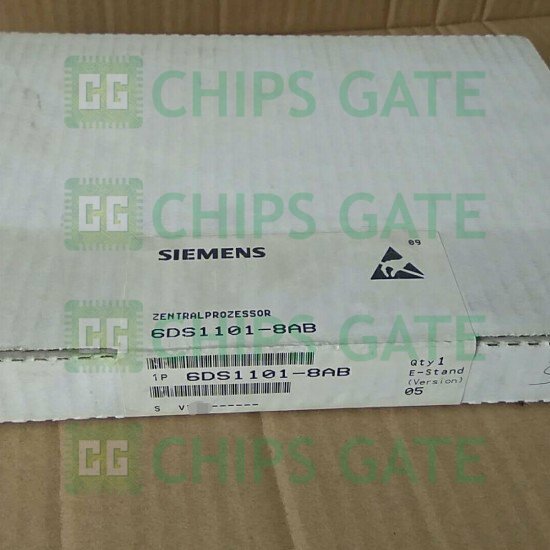 CG CHIPS GATE
CG CHIPS GATE
SIEMENS
09
ZENTRALPROZESSOR
6DS1101-8AB
CG CHIPS GATE
1P 6DS1101-8AB
Qty 1
E-Stand
(Version)
05
S V
CG CHIPS GATE